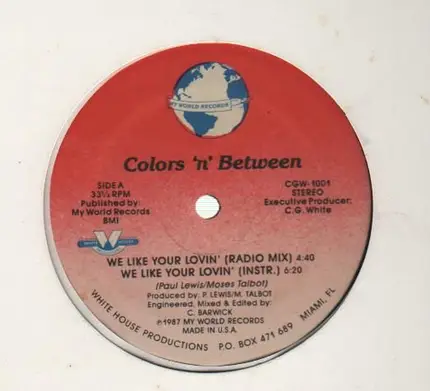 MY WORLD RECORDS
Colors 'n' Between
SIDE A
33⅓ RPM
Published by:
My World Records
BMI
CGW-1001
STEREO
Executive Producer:
C.G. White
WHITE HOUSE
WE LIKE YOUR LOVIN' (RADIO MIX) 4:40
WE LIKE YOUR LOVIN' (INSTR.) 6:20
(Paul Lewis/Moses Talbot)
Produced by: P. LEWIS/M. TALBOT
Engineered, Mixed & Edited by:
C. BARWICK
℗1987 MY WORLD RECORDS
MADE IN U.S.A.
WHITE HOUSE PRODUCTIONS P.O. BOX 471 689 MIAMI, FL